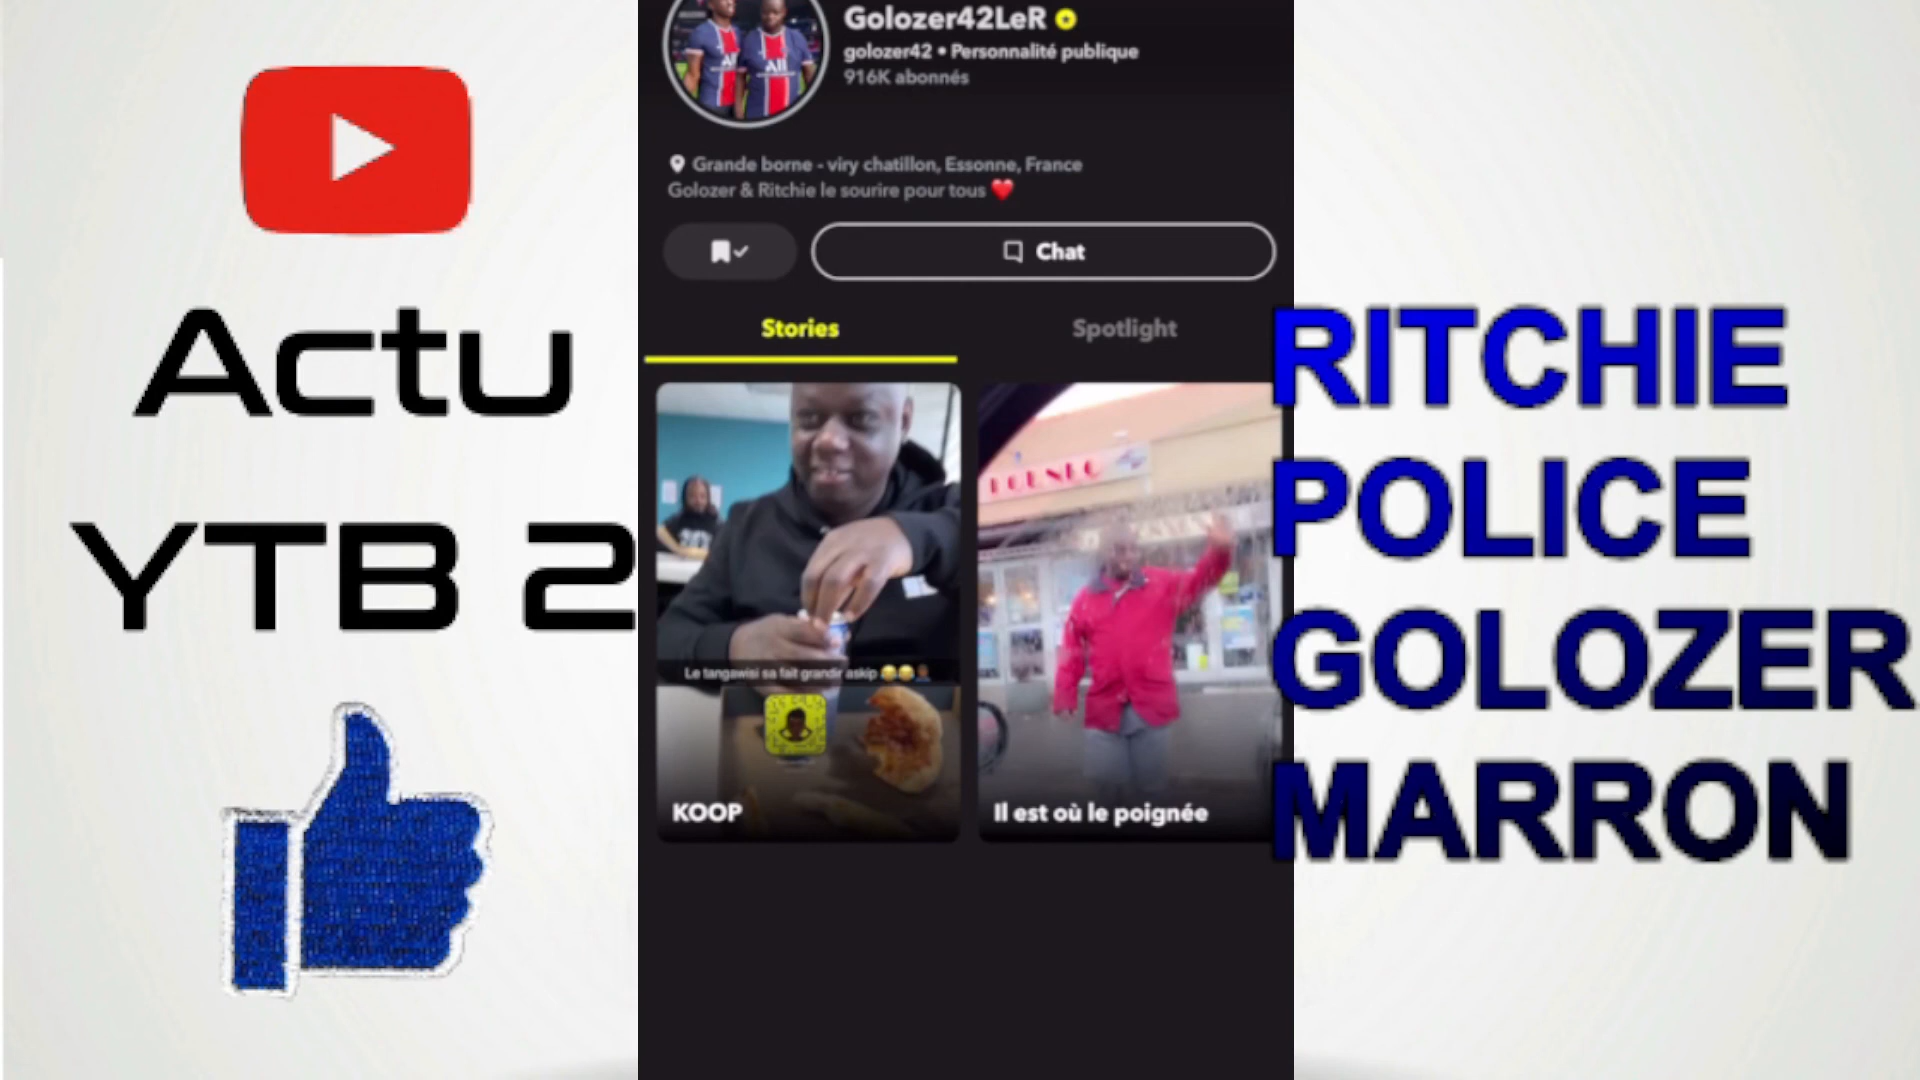 Actu
YTB 2
Golozer42LeR
golozer42 • Personnalité publique
916K abonnés
Grande borne - viry chatillon, Essonne, France
Golozer & Ritchie le sourire pour tous ❤️
Chat
Stories
Spotlight
Le tangawisi sa fait grandir askip
KOOP
Il est où le poignée
RITCHIE
POLICE
GOLOZER
MARRON